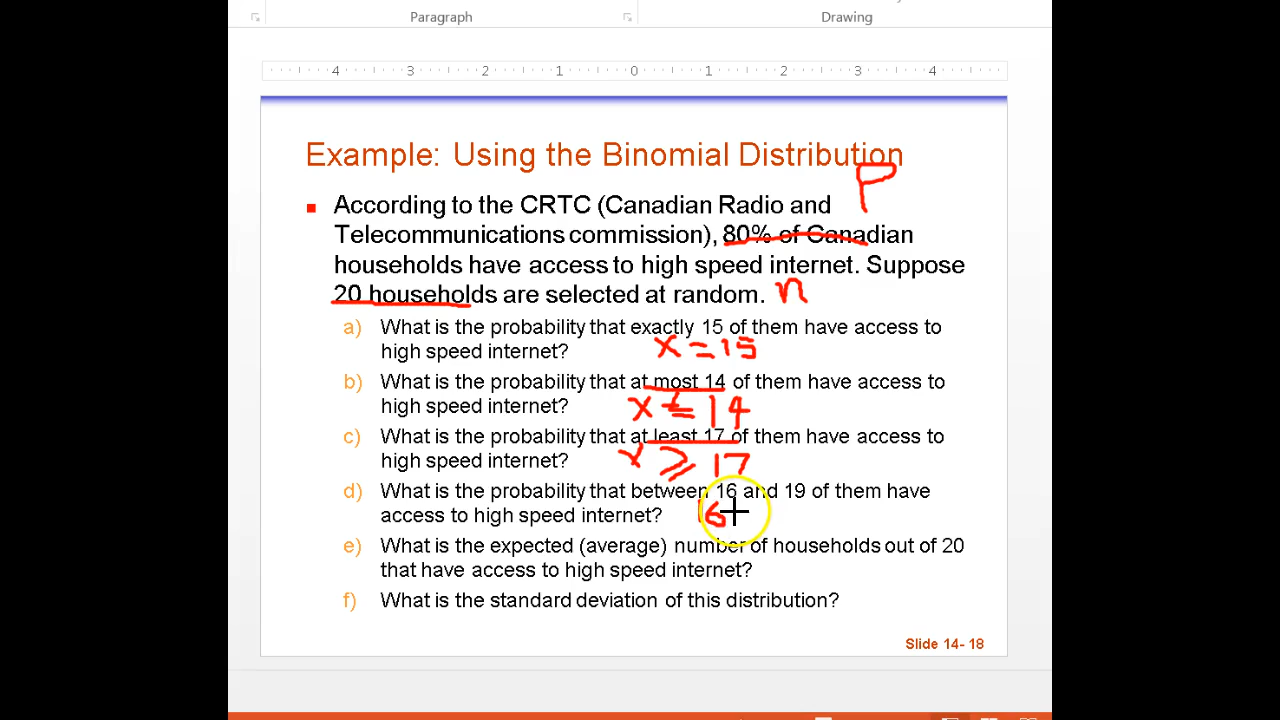 Paragraph
Drawing
4 3 2 1 0 1 2 3 4
Example: Using the Binomial Distribution
P
According to the CRTC (Canadian Radio and
Telecommunications commission), 80% of Canadian
households have access to high speed internet. Suppose
20 households are selected at random. n
a) What is the probability that exactly 15 of them have access to
high speed internet? x = 15
b) What is the probability that at most 14 of them have access to
high speed internet? x ≤ 14
c) What is the probability that at least 17 of them have access to
high speed internet? x ≥ 17
d) What is the probability that between 16 and 19 of them have
access to high speed internet? 16
e) What is the expected (average) number of households out of 20
that have access to high speed internet?
f) What is the standard deviation of this distribution?
Slide 14- 18